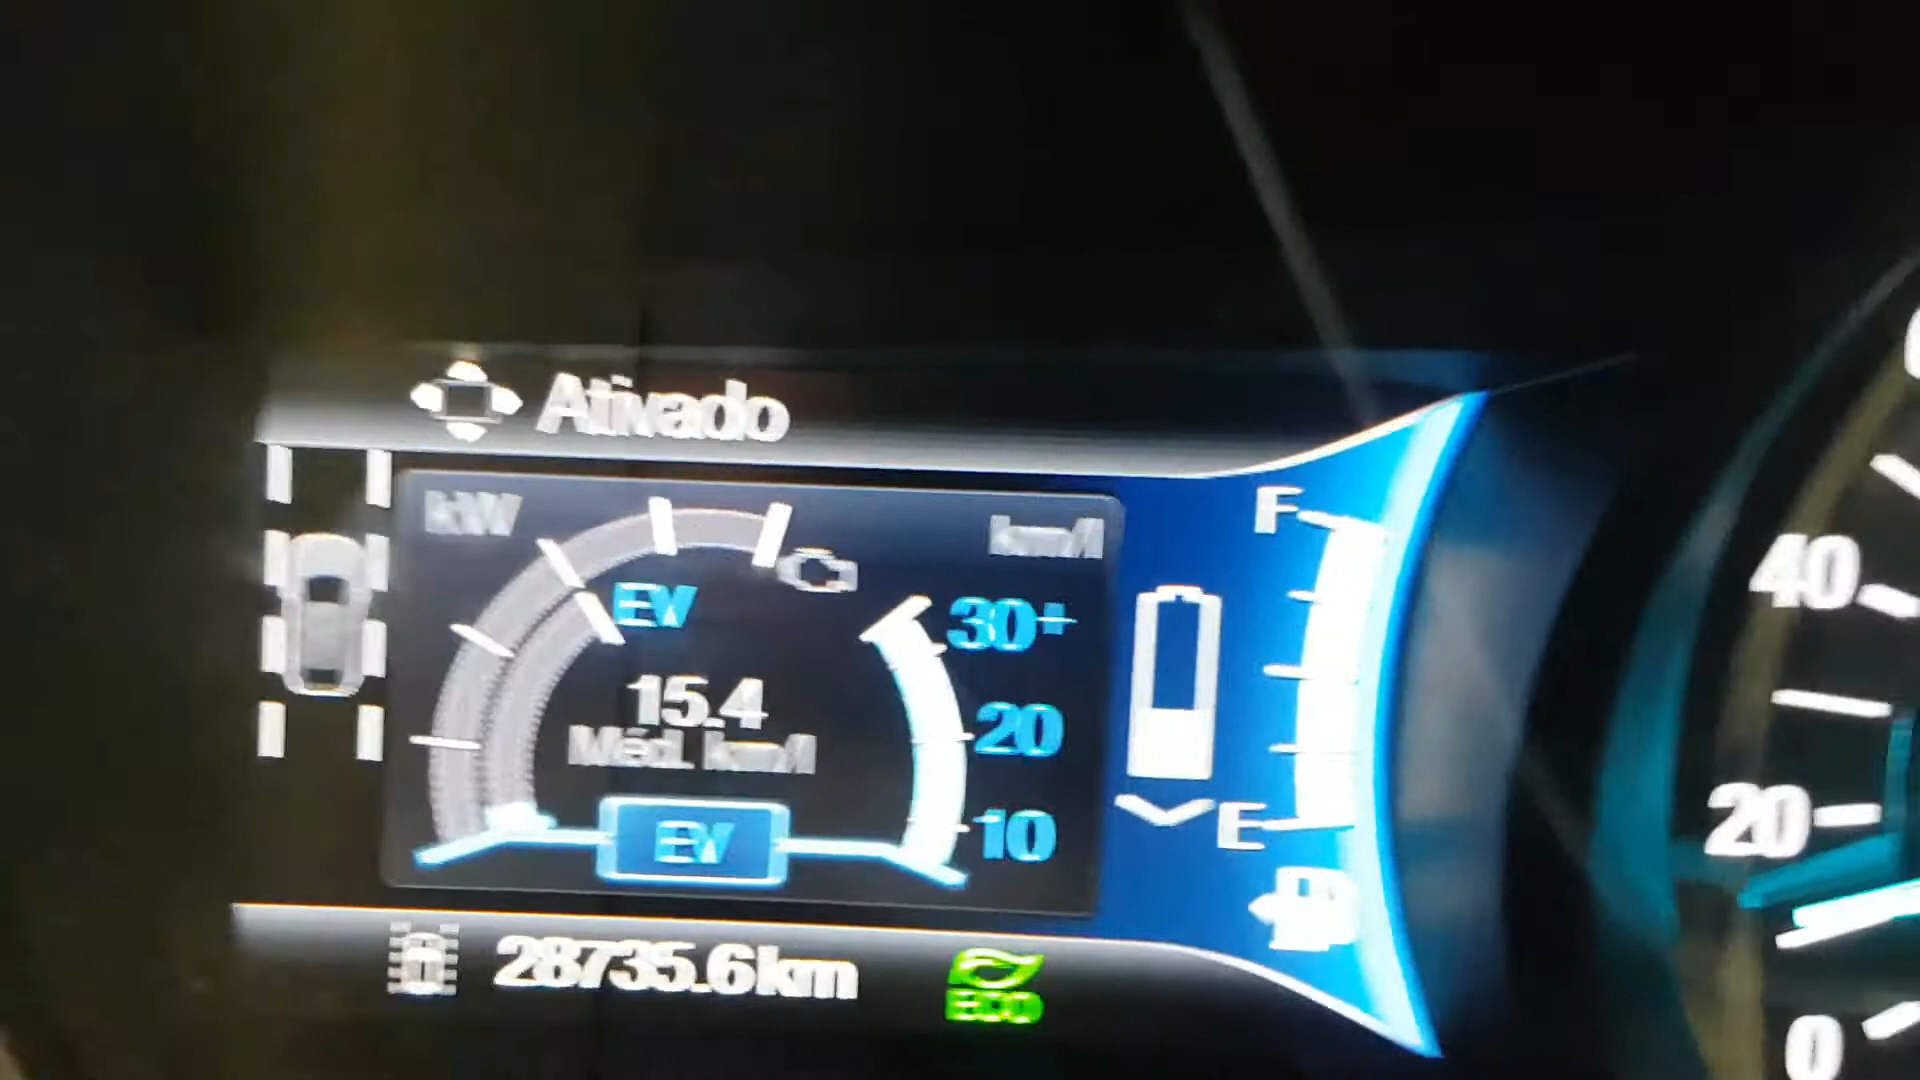 Ativado
kW
km/l
EV
30+
15.4
Méd. km/l
20
10
EV
F
E
28735.6km
ECO
40
20
0